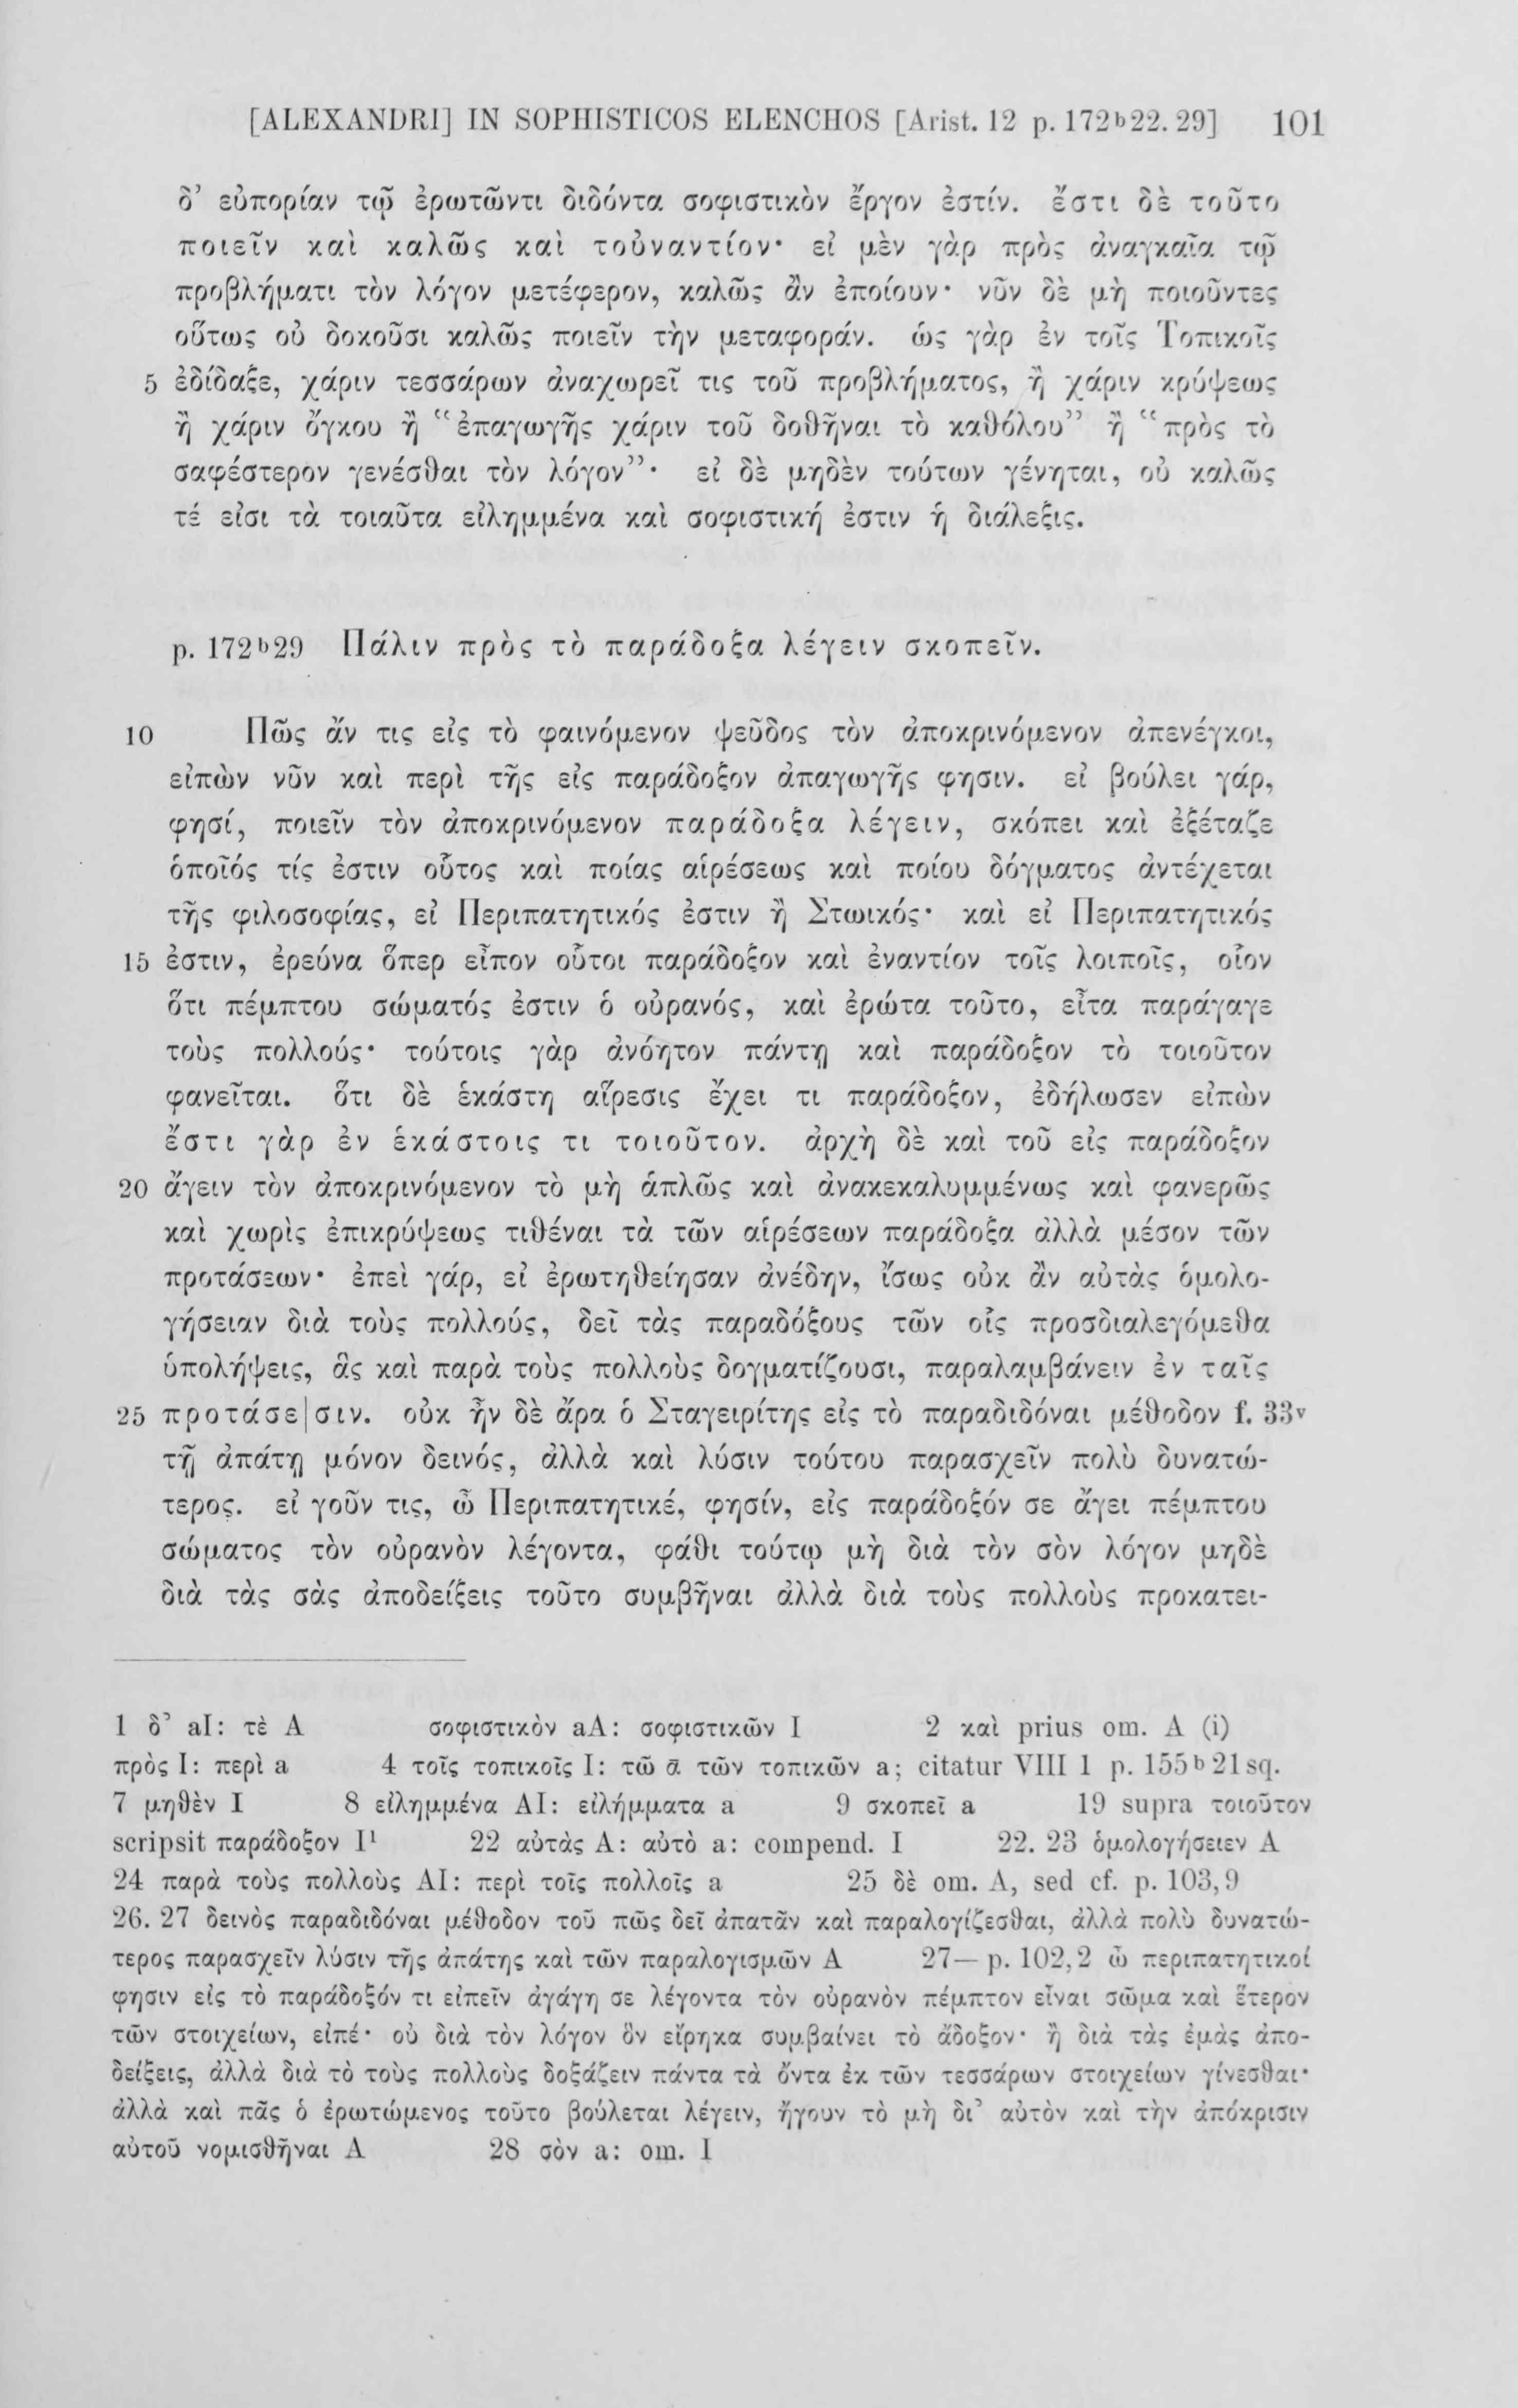 [ALEXANDRI] IN SOPHISTICOS ELENCHOS [Arist. 12 p. 172ᵇ22. 29] 101
δ’ εὐπορίαν τῷ ἐρωτῶντι διδόντα σοφιστικὸν ἔργον ἐστίν. ἔστι δὲ τοῦτο
ποιεῖν καὶ καλῶς καὶ τοὐναντίον· εἰ μὲν γὰρ πρὸς ἀναγκαῖα τῷ
προβλήματι τὸν λόγον μετέφερον, καλῶς ἂν ἐποίουν· νῦν δὲ μὴ ποιοῦντες
οὕτως οὐ δοκοῦσι καλῶς ποιεῖν τὴν μεταφοράν. ὡς γὰρ ἐν τοῖς Τοπικοῖς
5 ἐδίδαξε, χάριν τεσσάρων ἀναχωρεῖ τις τοῦ προβλήματος, ἢ χάριν κρύψεως
ἢ χάριν ὄγκου ἢ “ἐπαγωγῆς χάριν τοῦ δοθῆναι τὸ καθόλου” ἢ “πρὸς τὸ
σαφέστερον γενέσθαι τὸν λόγον”· εἰ δὲ μηδὲν τούτων γένηται, οὐ καλῶς
τέ εἰσι τὰ τοιαῦτα εἰλημμένα καὶ σοφιστική ἐστιν ἡ διάλεξις.
p. 172ᵇ29 Πάλιν πρὸς τὸ παράδοξα λέγειν σκοπεῖν.
10 Πῶς ἄν τις εἰς τὸ φαινόμενον ψεῦδος τὸν ἀποκρινόμενον ἀπενέγκοι,
εἰπὼν νῦν καὶ περὶ τῆς εἰς παράδοξον ἀπαγωγῆς φησιν. εἰ βούλει γάρ,
φησί, ποιεῖν τὸν ἀποκρινόμενον παράδοξα λέγειν, σκόπει καὶ ἐξέταζε
ὁποῖός τίς ἐστιν οὗτος καὶ ποίας αἱρέσεως καὶ ποίου δόγματος ἀντέχεται
τῆς φιλοσοφίας, εἰ Περιπατητικός ἐστιν ἢ Στωικός· καὶ εἰ Περιπατητικός
15 ἐστιν, ἐρεύνα ὅπερ εἶπον οὗτοι παράδοξον καὶ ἐναντίον τοῖς λοιποῖς, οἷον
ὅτι πέμπτου σώματός ἐστιν ὁ οὐρανός, καὶ ἐρώτα τοῦτο, εἶτα παράγαγε
τοὺς πολλούς· τούτοις γὰρ ἀνόητον πάντῃ καὶ παράδοξον τὸ τοιοῦτον
φανεῖται. ὅτι δὲ ἑκάστη αἵρεσις ἔχει τι παράδοξον, ἐδήλωσεν εἰπὼν
ἔστι γὰρ ἐν ἑκάστοις τι τοιοῦτον. ἀρχὴ δὲ καὶ τοῦ εἰς παράδοξον
20 ἄγειν τὸν ἀποκρινόμενον τὸ μὴ ἁπλῶς καὶ ἀνακεκαλυμμένως καὶ φανερῶς
καὶ χωρὶς ἐπικρύψεως τιθέναι τὰ τῶν αἱρέσεων παράδοξα ἀλλὰ μέσον τῶν
προτάσεων· ἐπεὶ γάρ, εἰ ἐρωτηθείησαν ἀνέδην, ἴσως οὐκ ἂν αὐτὰς ὁμολο-
γήσειαν διὰ τοὺς πολλούς, δεῖ τὰς παραδόξους τῶν οἷς προσδιαλεγόμεθα
ὑπολήψεις, ἃς καὶ παρὰ τοὺς πολλοὺς δογματίζουσι, παραλαμβάνειν ἐν ταῖς
25 προτάσε|σιν. οὐκ ἦν δὲ ἄρα ὁ Σταγειρίτης εἰς τὸ παραδιδόναι μέθοδον f. 33ᵛ
τῇ ἀπάτῃ μόνον δεινός, ἀλλὰ καὶ λύσιν τούτου παρασχεῖν πολὺ δυνατώ-
τερος. εἰ γοῦν τις, ὦ Περιπατητικέ, φησίν, εἰς παράδοξόν σε ἄγει πέμπτου
σώματος τὸν οὐρανὸν λέγοντα, φάθι τούτῳ μὴ διὰ τὸν σὸν λόγον μηδὲ
διὰ τὰς σὰς ἀποδείξεις τοῦτο συμβῆναι ἀλλὰ διὰ τοὺς πολλοὺς προκατει-
1 δ’ aI: τὲ A σοφιστικὸν aA: σοφιστικῶν I 2 καὶ prius om. A (i)
πρὸς I: περὶ a 4 τοῖς τοπικοῖς I: τῶ ᾱ τῶν τοπικῶν a; citatur VIII 1 p. 155ᵇ21sq.
7 μηθὲν I 8 εἰλημμένα AI: εἰλήμματα a 9 σκοπεῖ a 19 supra τοιοῦτον
scripsit παράδοξον I¹ 22 αὐτὰς A: αὐτὸ a: compend. I 22. 23 ὁμολογήσειεν A
24 παρὰ τοὺς πολλοὺς AI: περὶ τοῖς πολλοῖς a 25 δὲ om. A, sed cf. p. 103,9
26. 27 δεινὸς παραδιδόναι μέθοδον τοῦ πῶς δεῖ ἀπατᾶν καὶ παραλογίζεσθαι, ἀλλὰ πολὺ δυνατώ-
τερος παρασχεῖν λύσιν τῆς ἀπάτης καὶ τῶν παραλογισμῶν A 27— p. 102,2 ὦ περιπατητικοί
φησιν εἰς τὸ παράδοξόν τι εἰπεῖν ἀγάγῃ σε λέγοντα τὸν οὐρανὸν πέμπτον εἶναι σῶμα καὶ ἕτερον
τῶν στοιχείων, εἰπέ· οὐ διὰ τὸν λόγον ὃν εἴρηκα συμβαίνει τὸ ἄδοξον· ἢ διὰ τὰς ἐμὰς ἀπο-
δείξεις, ἀλλὰ διὰ τὸ τοὺς πολλοὺς δοξάζειν πάντα τὰ ὄντα ἐκ τῶν τεσσάρων στοιχείων γίνεσθαι·
ἀλλὰ καὶ πᾶς ὁ ἐρωτώμενος τοῦτο βούλεται λέγειν, ἤγουν τὸ μὴ δι’ αὐτὸν καὶ τὴν ἀπόκρισιν
αὐτοῦ νομισθῆναι A 28 σὸν a: om. I